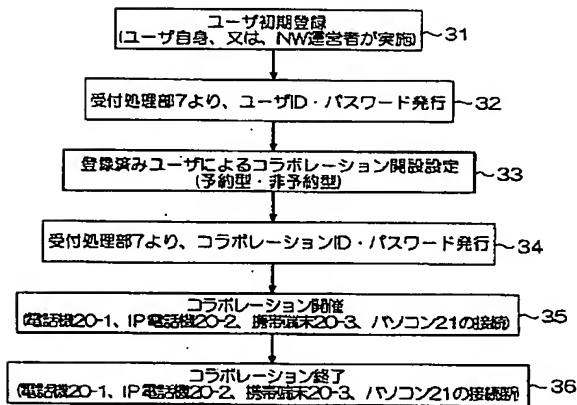 ユーザ初期登録
(ユーザ自身、又は、NW運営者が実施)
31
受付処理部7より、ユーザID・パスワード発行
32
登録済みユーザによるコラボレーション開設設定
(予約型・非予約型)
33
受付処理部7より、コラボレーションID・パスワード発行
34
コラボレーション開催
(電話機20-1、IP電話機20-2、携帯端末20-3、パソコン21の接続)
35
コラボレーション終了
(電話機20-1、IP電話機20-2、携帯端末20-3、パソコン21の接続断)
36